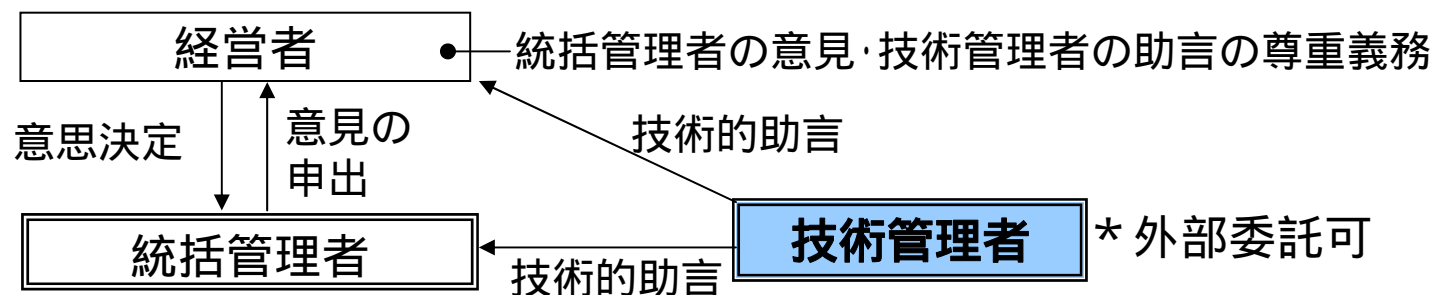 経営者
統括管理者の意見・技術管理者の助言の尊重義務
意思決定
意見の
申出
技術的助言
統括管理者
技術的助言
技術管理者
*外部委託可